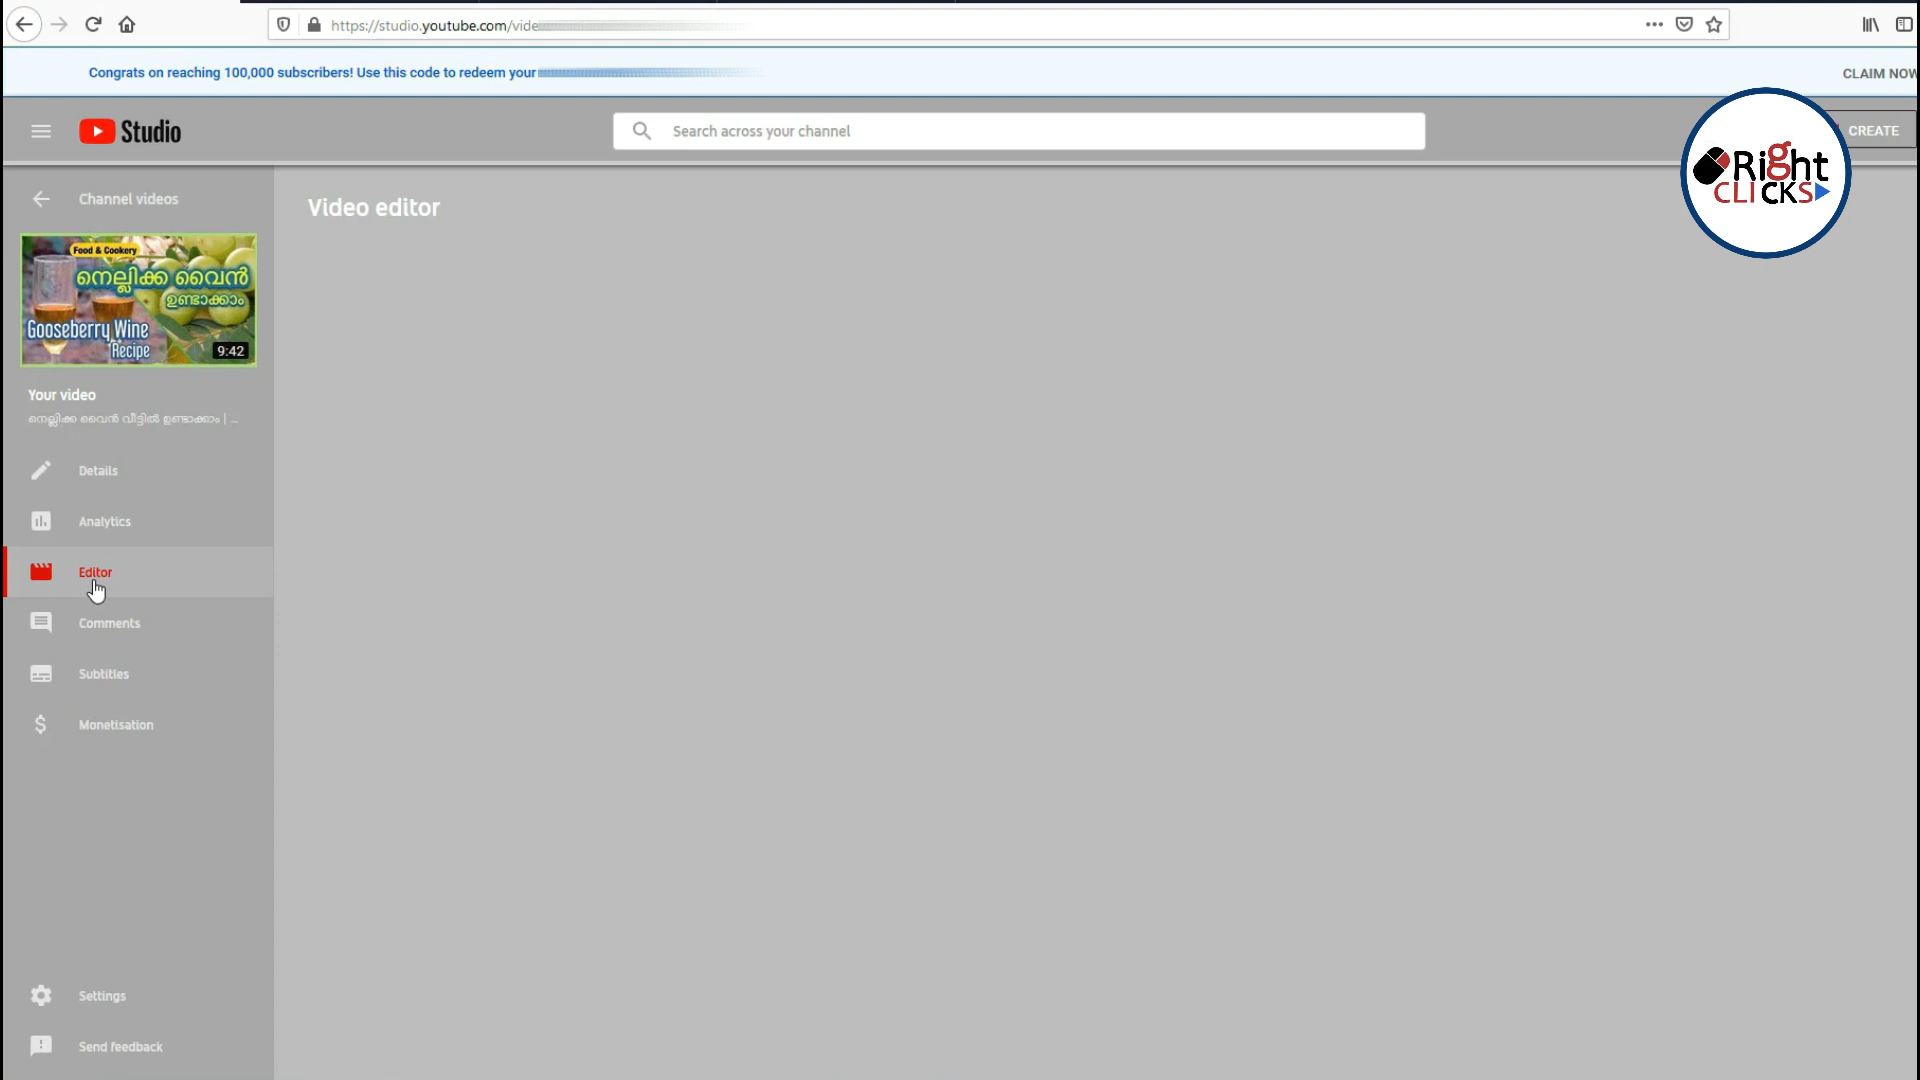 https://studio.youtube.com/vide
Congrats on reaching 100,000 subscribers! Use this code to redeem your
CLAIM NOW
Studio
Search across your channel
CREATE
Right
CLICKS
Channel videos
Video editor
Food & Cookery
നെല്ലിക്ക വൈൻ
ഉണ്ടാക്കാം
Gooseberry Wine
Recipe
9:42
Your video
നെല്ലിക്ക വൈൻ വീട്ടിൽ ഉണ്ടാക്കാം | ...
Details
Analytics
Editor
Comments
Subtitles
Monetisation
Settings
Send feedback